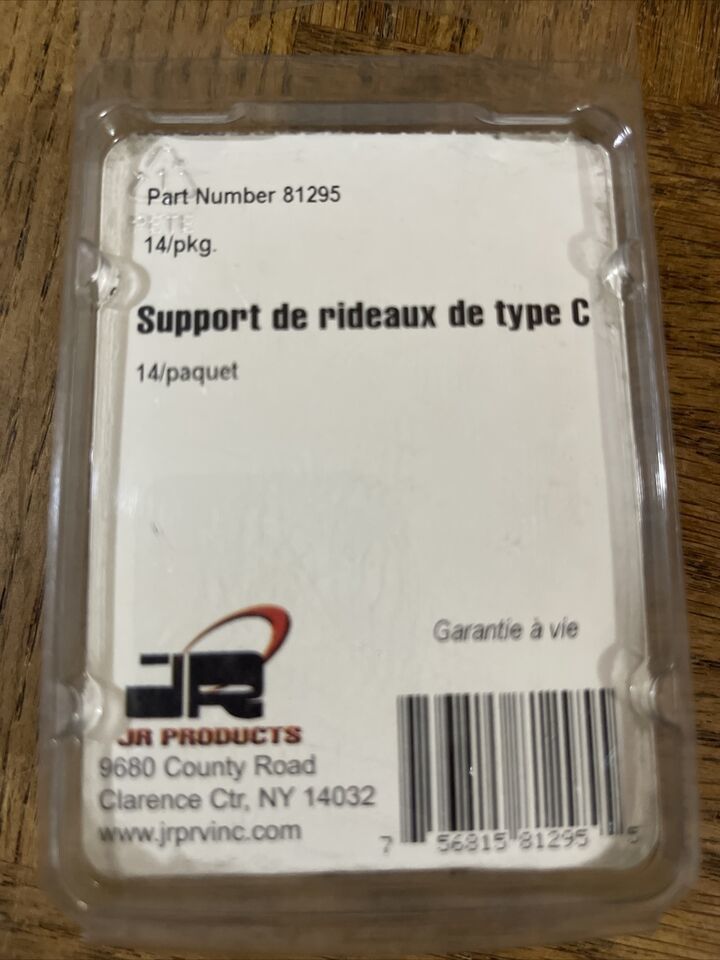 Part Number 81295
PETE
14/pkg.
Support de rideaux de type C
14/paquet
Garantie à vie
JR
JR PRODUCTS
9680 County Road
Clarence Ctr, NY 14032
www.jrprvinc.com
7 56815 81295 5